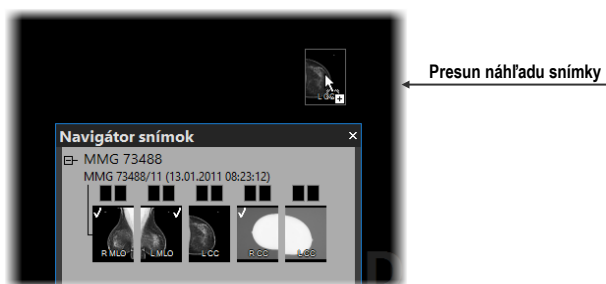 Presun náhľadu snímky
L CC
Navigátor snímok
MMG 73488
MMG 73488/11 (13.01.2011 08:23:12)
R MLO L MLO L CC R CC L CC
D